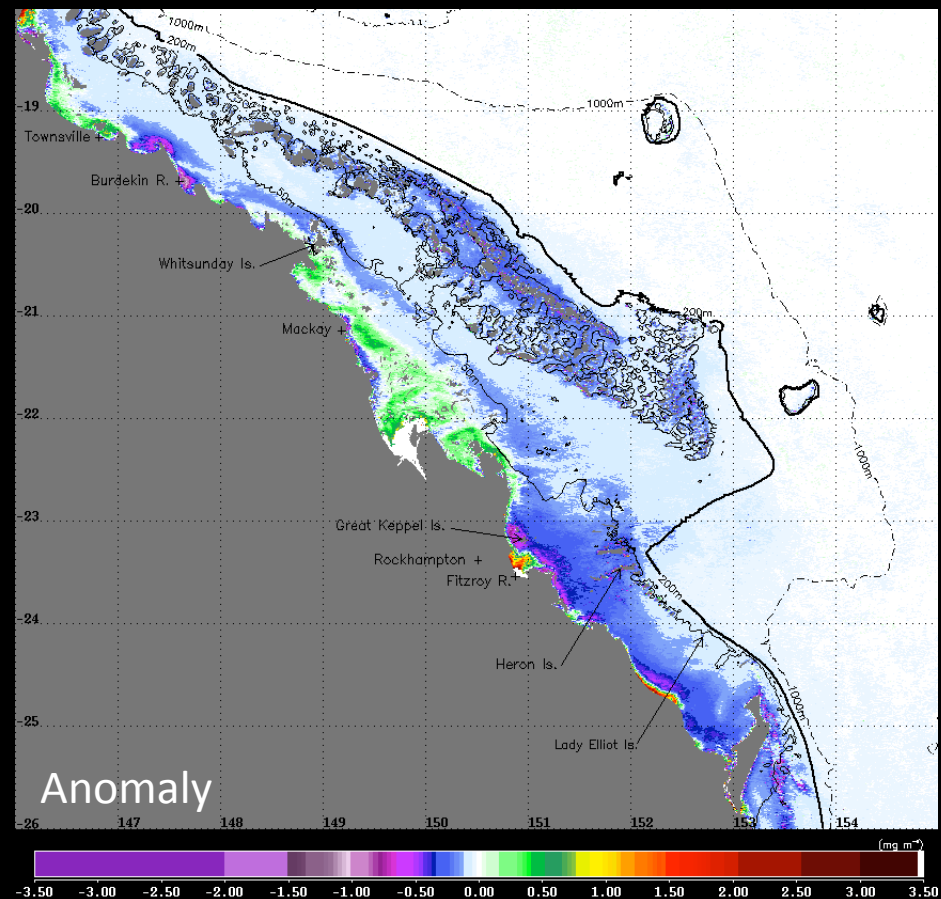 1000m
200m
-19
1000m
Townsville +
Burdekin R. +
50m
-20
Whitsunday Is.
-21
200m
Mackay +
50m
-22
1000m
-23
Great Keppel Is.
Rockhampton +
Fitzroy R.
200m
-24
Heron Is.
1000m
-25
Lady Elliot Is.
Anomaly
-26 147 148 149 150 151 152 153 154
(mg m⁻³)
-3.50 -3.00 -2.50 -2.00 -1.50 -1.00 -0.50 0.00 0.50 1.00 1.50 2.00 2.50 3.00 3.50